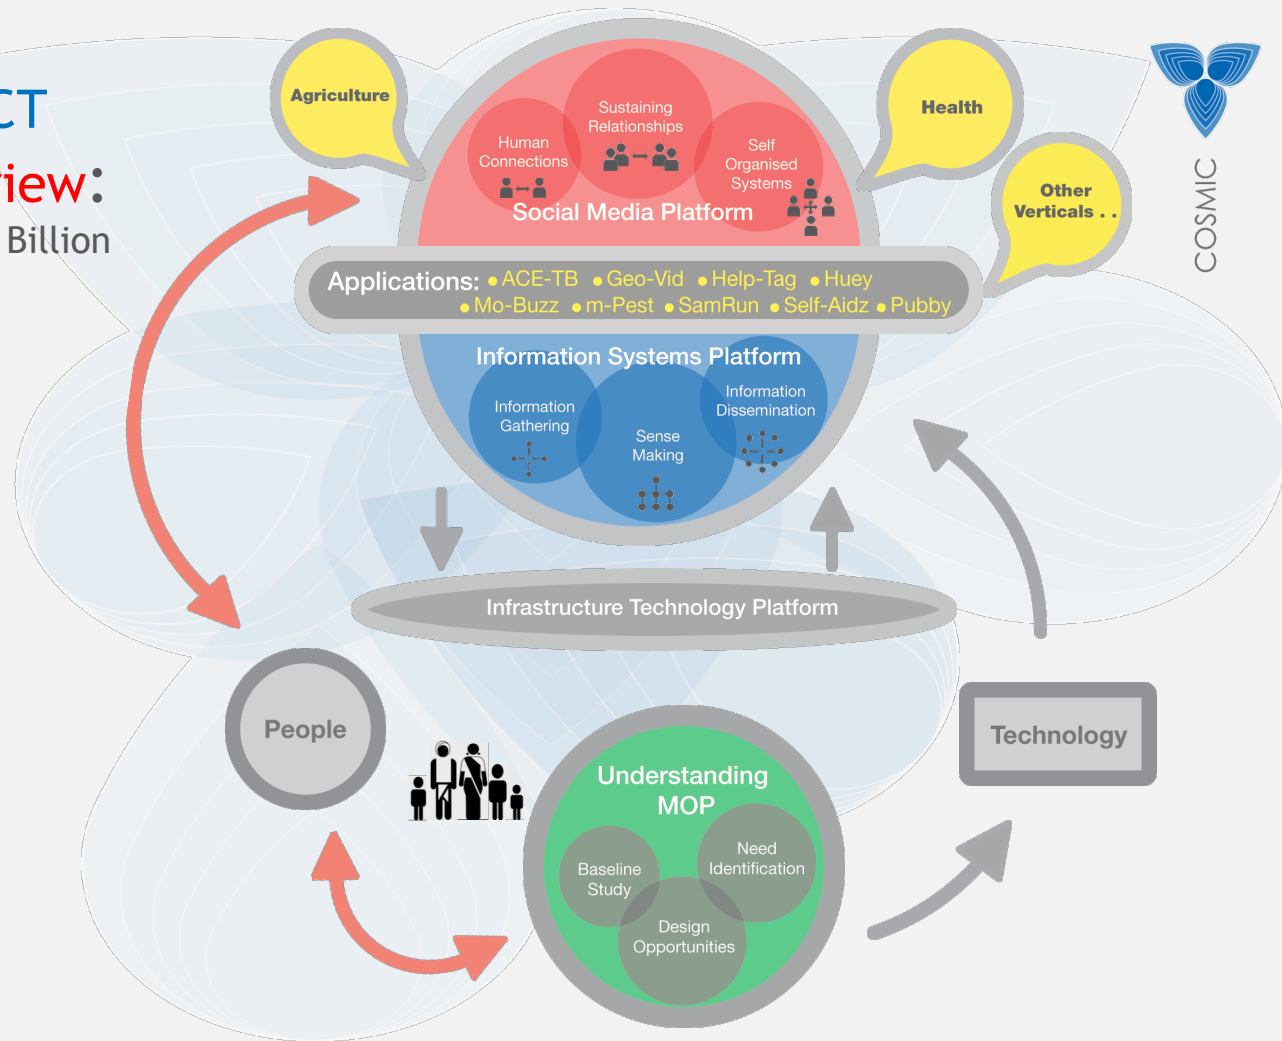 CT
iew:
Billion
Agriculture
Health
Other
Verticals . .
COSMIC
Sustaining
Relationships
Human
Connections
Self
Organised
Systems
Social Media Platform
Applications: • ACE-TB • Geo-Vid • Help-Tag • Huey
• Mo-Buzz • m-Pest • SamRun • Self-Aidz • Pubby
Information Systems Platform
Information
Gathering
Sense
Making
Information
Dissemination
Infrastructure Technology Platform
People
Technology
Understanding
MOP
Baseline
Study
Need
Identification
Design
Opportunities